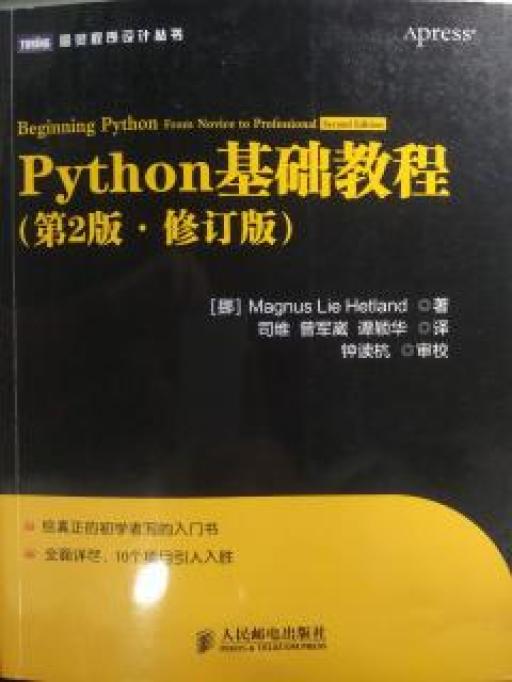 TURING 图灵程序设计丛书
Apress®
Beginning Python From Novice to Professional Second Edition
Python基础教程
(第2版·修订版)
[挪] Magnus Lie Hetland ◎著
司维 曾军崴 谭颖华 ◎译
钟读杭 ◎审校
给真正的初学者写的入门书
全面详尽、10个项目引人入胜
人民邮电出版社
POSTS & TELECOM PRESS